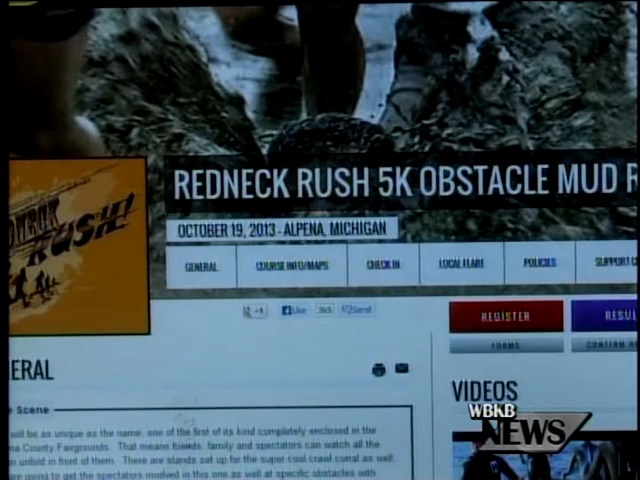 REDNECK RUSH 5K OBSTACLE MUD R
OCTOBER 19, 2013 - ALPENA, MICHIGAN
RUSH!
GENERAL COURSE INFO/MAPS CHECK IN LOCAL FLARE POLICIES SUPPORT
+1 Like 393 Send
REGISTER RESUL
FORMS CONFIRM
ERAL
VIDEOS
e Scene
will be as unique as the name, one of the first of its kind completely enclosed in the
na County Fairgrounds. That means friends, family and spectators can watch all the
unfold in front of them. There are stands set up for the super cool crawl corral as well.
are going to get the spectators involved in this one as well at specific obstacles with
WBKB
NEWS